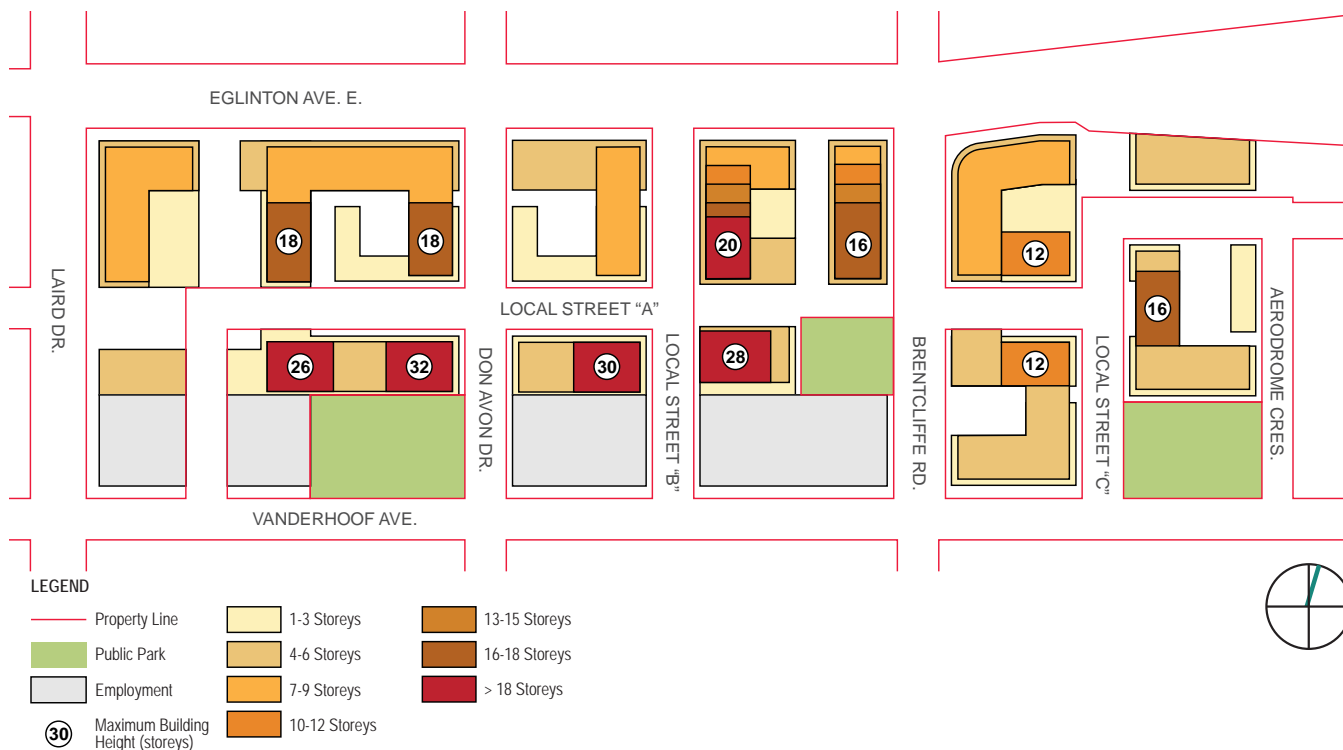 EGLINTON AVE. E.
18
18
20
16
12
LAIRD DR.
LOCAL STREET “A”
16
AERODROME CRES.
26
32
DON AVON DR.
30
LOCAL STREET “B”
28
BRENTCLIFFE RD.
12
LOCAL STREET “C”
VANDERHOOF AVE.
LEGEND
Property Line
Public Park
Employment
30
Maximum Building
Height (storeys)
1-3 Storeys
4-6 Storeys
7-9 Storeys
10-12 Storeys
13-15 Storeys
16-18 Storeys
> 18 Storeys